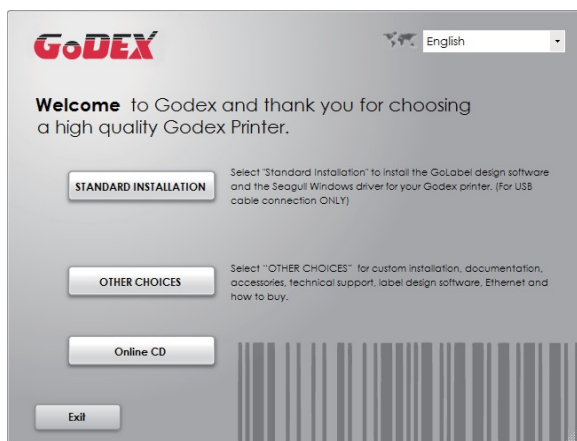 GoDEX
English
Welcome to Godex and thank you for choosing
a high quality Godex Printer.
STANDARD INSTALLATION
Select "Standard Installation" to install the GoLabel design software
and the Seagull Windows driver for your Godex printer. (For USB
cable connection ONLY)
OTHER CHOICES
Select "OTHER CHOICES" for custom installation, documentation,
accessories, technical support, label design software, Ethernet and
how to buy.
Online CD
Exit